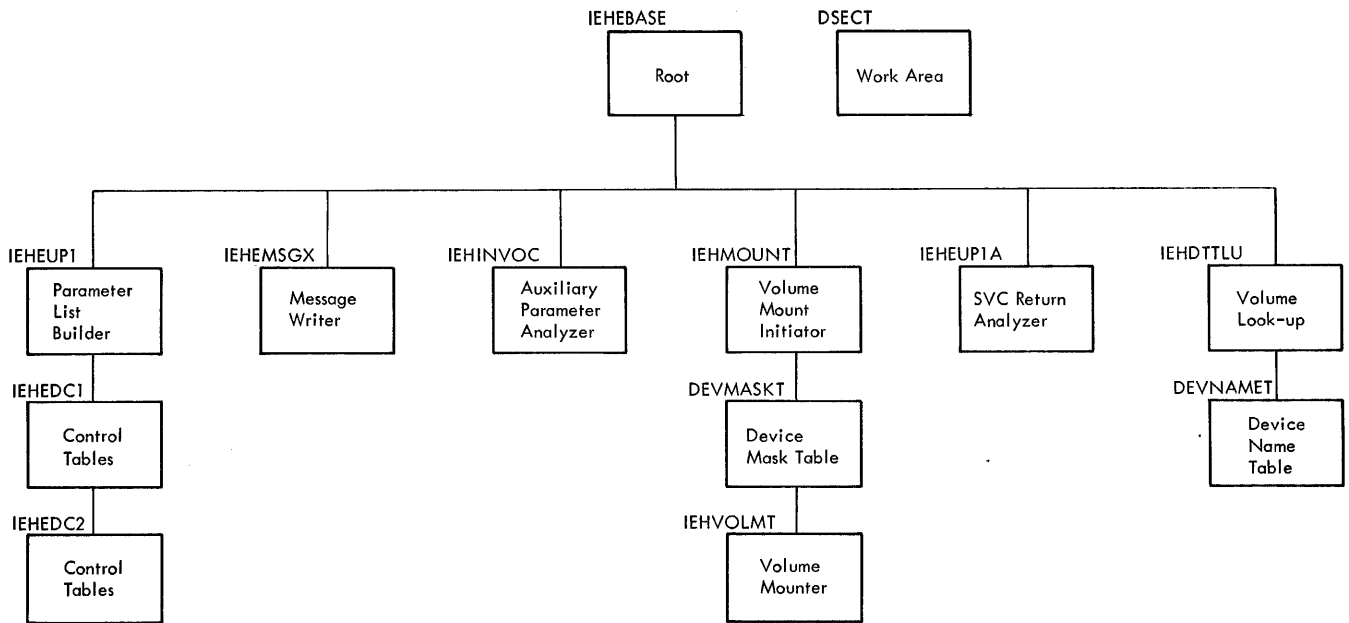 IEHEBASE
Root
DSECT
Work Area
IEHEUP1
Parameter
List
Builder
IEHEMSGX
Message
Writer
IEHINVOC
Auxiliary
Parameter
Analyzer
IEHMOUNT
Volume
Mount
Initiator
IEHEUP1A
SVC Return
Analyzer
IEHDTTLU
Volume
Look-up
IEHEDC1
Control
Tables
DEVMASKT
Device
Mask Table
DEVNAMET
Device
Name
Table
IEHEDC2
Control
Tables
IEHVOLMT
Volume
Mounter